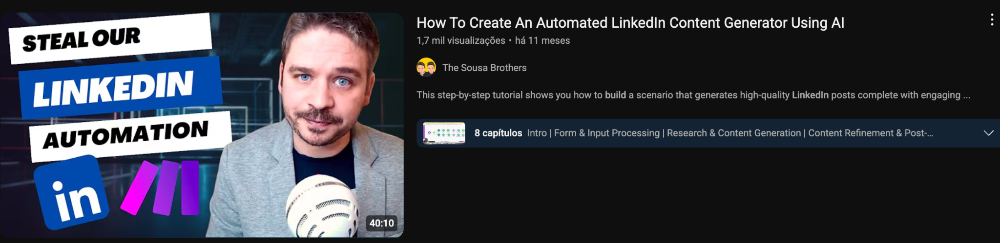 STEAL OUR
LINKEDIN
AUTOMATION
in
40:10
How To Create An Automated LinkedIn Content Generator Using AI
1,7 mil visualizações • há 11 meses
The Sousa Brothers
This step-by-step tutorial shows you how to build a scenario that generates high-quality LinkedIn posts complete with engaging ...
8 capítulos Intro | Form & Input Processing | Research & Content Generation | Content Refinement & Post-...